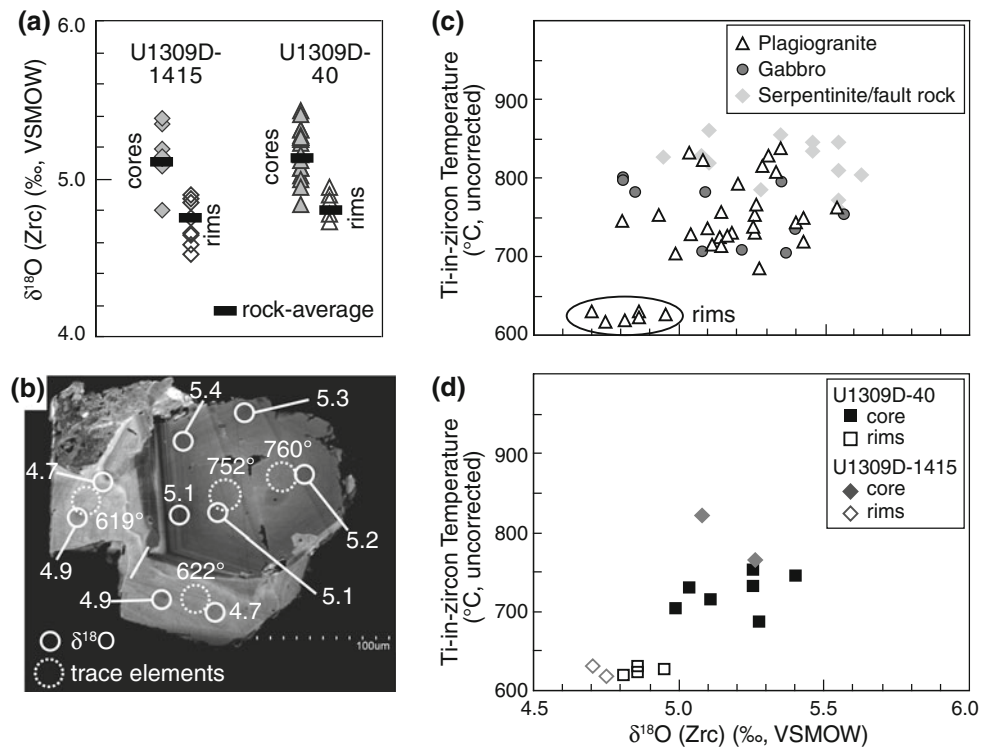 (a)
6.0
5.0
4.0
δ¹⁸O (Zrc) (‰, VSMOW)
U1309D-
1415
U1309D-
40
cores
rims
cores
rims
rock-average
(b)
5.4
5.3
4.7
752°
760°
5.1
619°
5.2
4.9
622°
5.1
4.9
4.7
δ¹⁸O
trace elements
100um
(c)
Ti-in-zircon Temperature
(°C, uncorrected)
900
800
700
600
Plagiogranite
Gabbro
Serpentinite/fault rock
rims
(d)
Ti-in-zircon Temperature
(°C, uncorrected)
900
800
700
600
U1309D-40
core
rims
U1309D-1415
core
rims
4.5
5.0
5.5
6.0
δ¹⁸O (Zrc) (‰, VSMOW)